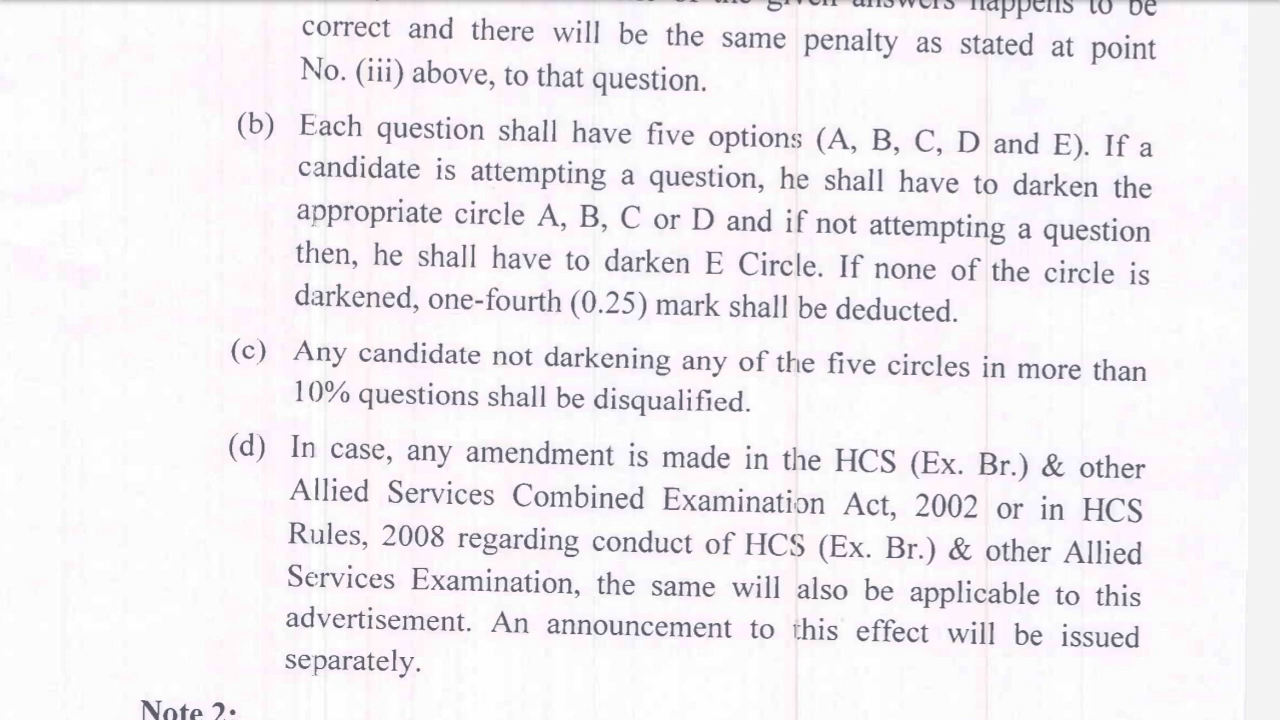 given answers happens to be
correct and there will be the same penalty as stated at point
No. (iii) above, to that question.
(b) Each question shall have five options (A, B, C, D and E). If a
candidate is attempting a question, he shall have to darken the
appropriate circle A, B, C or D and if not attempting a question
then, he shall have to darken E Circle. If none of the circle is
darkened, one-fourth (0.25) mark shall be deducted.
(c) Any candidate not darkening any of the five circles in more than
10% questions shall be disqualified.
(d) In case, any amendment is made in the HCS (Ex. Br.) & other
Allied Services Combined Examination Act, 2002 or in HCS
Rules, 2008 regarding conduct of HCS (Ex. Br.) & other Allied
Services Examination, the same will also be applicable to this
advertisement. An announcement to this effect will be issued
separately.
Note 2: